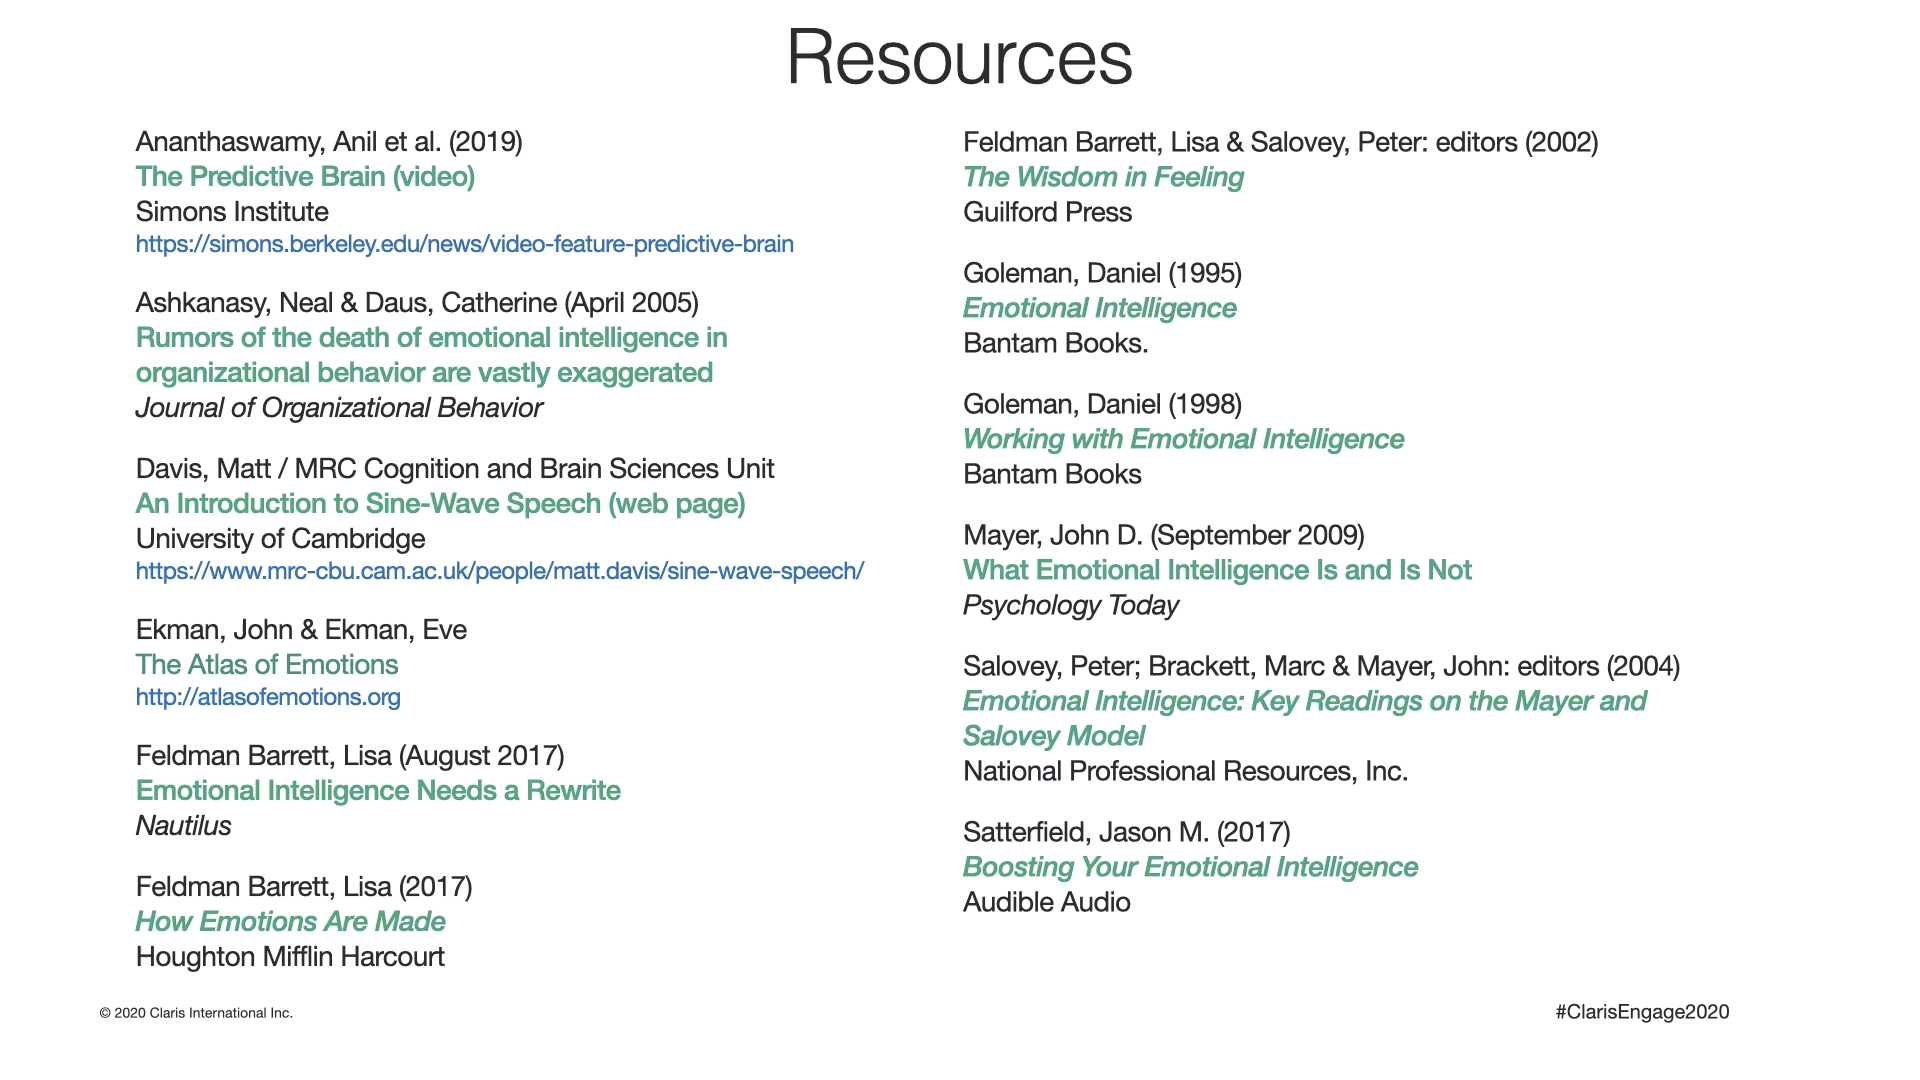 Resources
Ananthaswamy, Anil et al. (2019)
The Predictive Brain (video)
Simons Institute
https://simons.berkeley.edu/news/video-feature-predictive-brain
Ashkanasy, Neal & Daus, Catherine (April 2005)
Rumors of the death of emotional intelligence in
organizational behavior are vastly exaggerated
Journal of Organizational Behavior
Davis, Matt / MRC Cognition and Brain Sciences Unit
An Introduction to Sine-Wave Speech (web page)
University of Cambridge
https://www.mrc-cbu.cam.ac.uk/people/matt.davis/sine-wave-speech/
Ekman, John & Ekman, Eve
The Atlas of Emotions
http://atlasofemotions.org
Feldman Barrett, Lisa (August 2017)
Emotional Intelligence Needs a Rewrite
Nautilus
Feldman Barrett, Lisa (2017)
How Emotions Are Made
Houghton Mifflin Harcourt
Feldman Barrett, Lisa & Salovey, Peter: editors (2002)
The Wisdom in Feeling
Guilford Press
Goleman, Daniel (1995)
Emotional Intelligence
Bantam Books.
Goleman, Daniel (1998)
Working with Emotional Intelligence
Bantam Books
Mayer, John D. (September 2009)
What Emotional Intelligence Is and Is Not
Psychology Today
Salovey, Peter; Brackett, Marc & Mayer, John: editors (2004)
Emotional Intelligence: Key Readings on the Mayer and
Salovey Model
National Professional Resources, Inc.
Satterfield, Jason M. (2017)
Boosting Your Emotional Intelligence
Audible Audio
© 2020 Claris International Inc.
#ClarisEngage2020